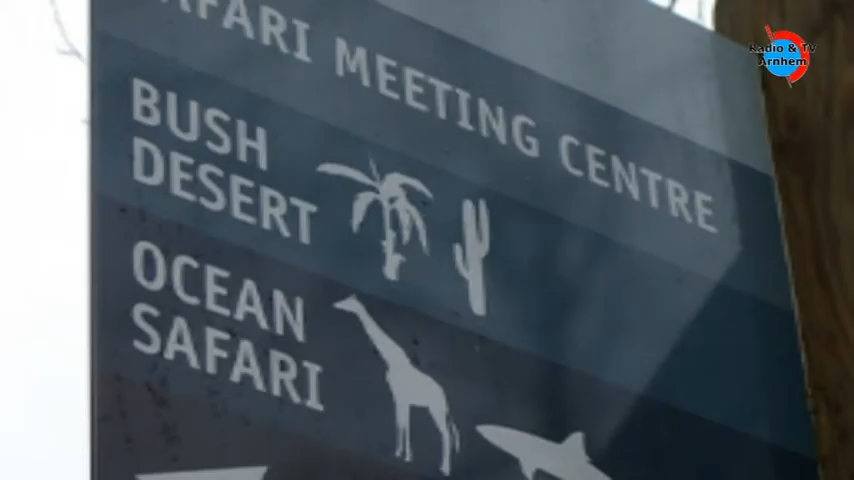 SAFARI MEETING CENTRE
BUSH
DESERT
OCEAN
SAFARI
Radio & TV
Arnhem